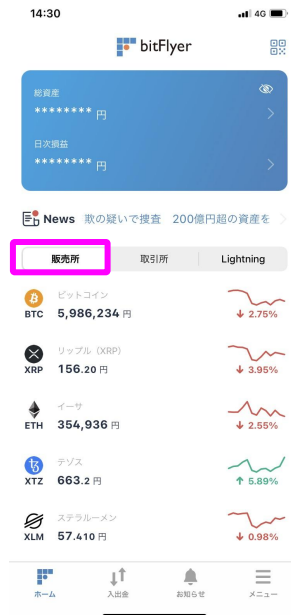 14:30
4G
bitFlyer
総資産
******** 円
日次損益
******** 円
News 欺の疑いで捜査 200億円超の資産を
販売所 取引所 Lightning
ビットコイン
BTC 5,986,234 円 ↓ 2.75%
リップル（XRP）
XRP 156.20 円 ↓ 3.95%
イーサ
ETH 354,936 円 ↓ 2.55%
テゾス
XTZ 663.2 円 ↑ 5.89%
ステラルーメン
XLM 57.410 円 ↓ 0.98%
ホーム 入出金 お知らせ メニュー